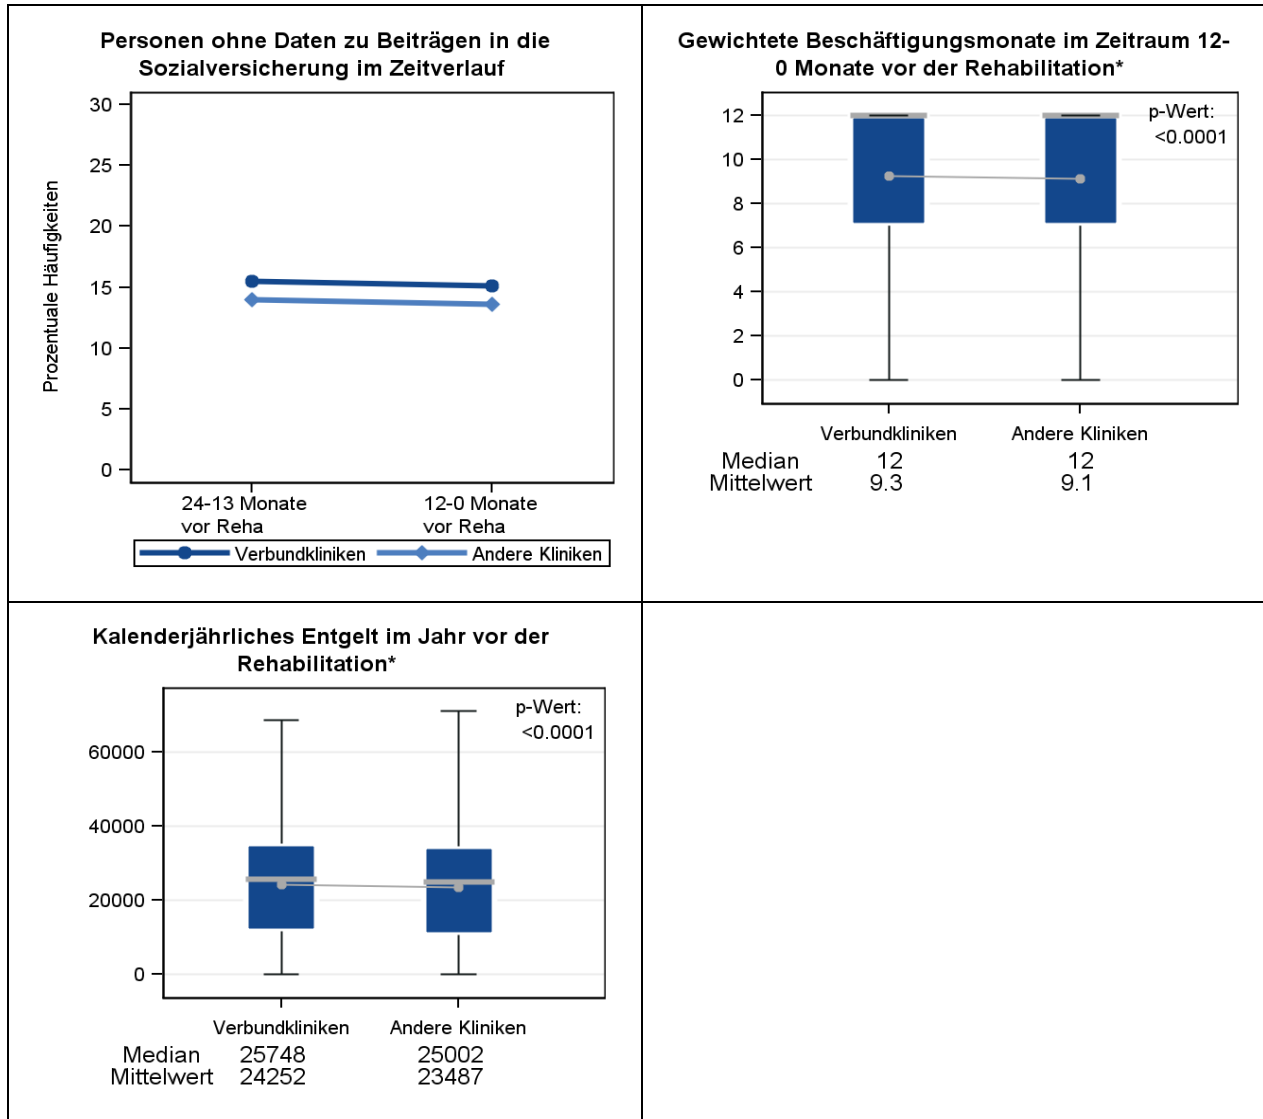 Personen ohne Daten zu Beiträgen in die
Sozialversicherung im Zeitverlauf
Prozentuale Häufigkeiten
30
25
20
15
10
5
0
24-13 Monate
vor Reha
12-0 Monate
vor Reha
Verbundkliniken
Andere Kliniken
Gewichtete Beschäftigungsmonate im Zeitraum 12-
0 Monate vor der Rehabilitation*
p-Wert:
<0.0001
12
10
8
6
4
2
0
Verbundkliniken Andere Kliniken
Median 12 12
Mittelwert 9.3 9.1
Kalenderjährliches Entgelt im Jahr vor der
Rehabilitation*
p-Wert:
<0.0001
60000
40000
20000
0
Verbundkliniken Andere Kliniken
Median 25748 25002
Mittelwert 24252 23487